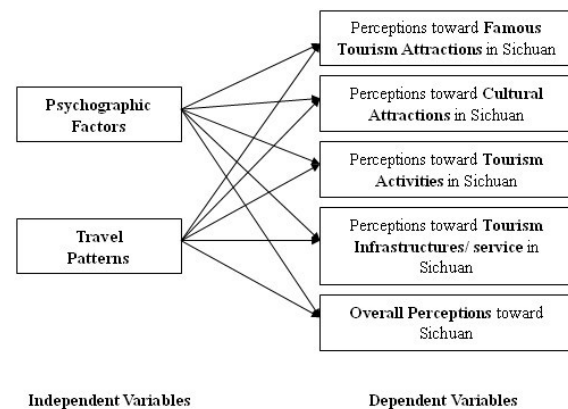 Psychographic
Factors
Travel
Patterns
Independent Variables
Perceptions toward Famous
Tourism Attractions in Sichuan
Perceptions toward Cultural
Attractions in Sichuan
Perceptions toward Tourism
Activities in Sichuan
Perceptions toward Tourism
Infrastructures/ service in
Sichuan
Overall Perceptions toward
Sichuan
Dependent Variables